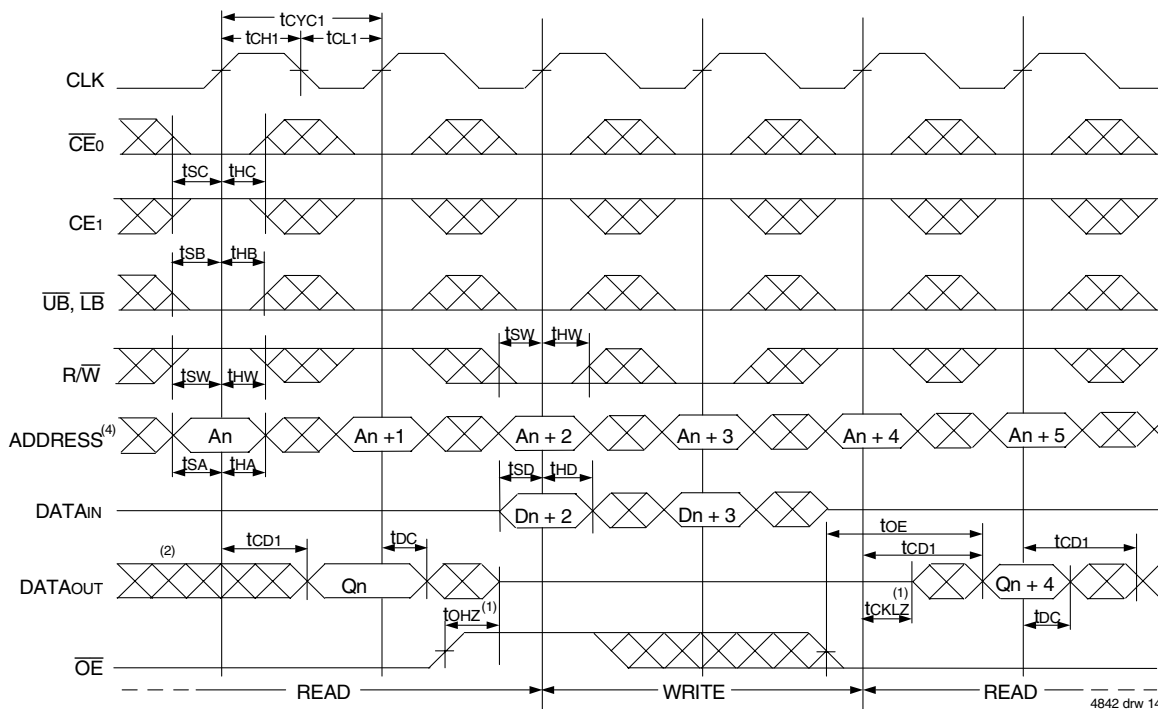 tCYC1
tCH1 tCL1
CLK
CE0
tSC tHC
CE1
tSB tHB
UB, LB
tSW tHW
R/W
tSW tHW
ADDRESS(4) An An +1 An + 2 An + 3 An + 4 An + 5
tSA tHA
tSD tHD
DATAIN Dn + 2 Dn + 3
tOE
(2) tCD1 tDC tCD1 tCD1
DATAOUT Qn Qn + 4
tOHZ(1) tCKLZ(1) tDC
OE
READ WRITE READ
4842 drw 14